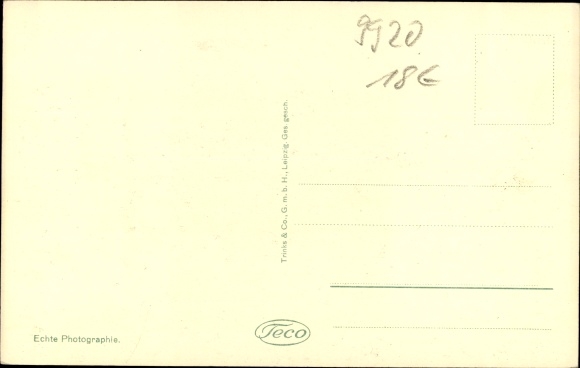 9920
18€
Trinks & Co., G. m. b. H., Leipzig. Ges. gesch.
Echte Photographie.
Teco